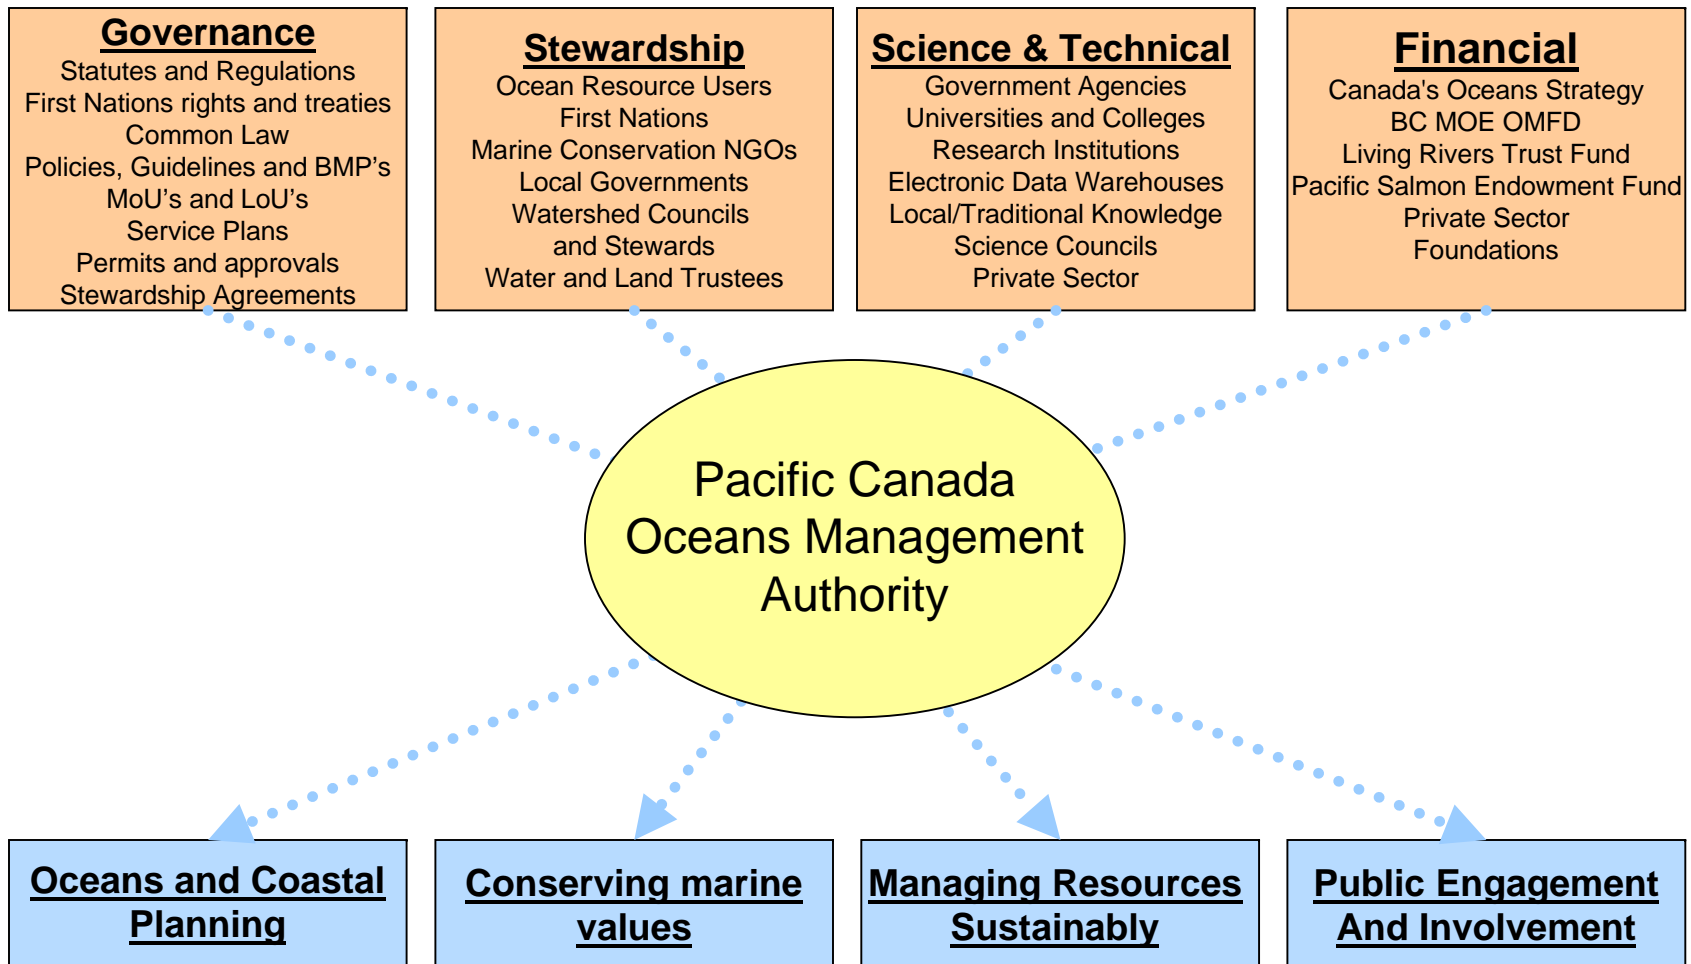 Governance
Statutes and Regulations
First Nations rights and treaties
Common Law
Policies, Guidelines and BMP’s
MoU’s and LoU’s
Service Plans
Permits and approvals
Stewardship Agreements
Stewardship
Ocean Resource Users
First Nations
Marine Conservation NGOs
Local Governments
Watershed Councils
and Stewards
Water and Land Trustees
Science & Technical
Government Agencies
Universities and Colleges
Research Institutions
Electronic Data Warehouses
Local/Traditional Knowledge
Science Councils
Private Sector
Financial
Canada's Oceans Strategy
BC MOE OMFD
Living Rivers Trust Fund
Pacific Salmon Endowment Fund
Private Sector
Foundations
Pacific Canada
Oceans Management
Authority
Oceans and Coastal
Planning
Conserving marine
values
Managing Resources
Sustainably
Public Engagement
And Involvement